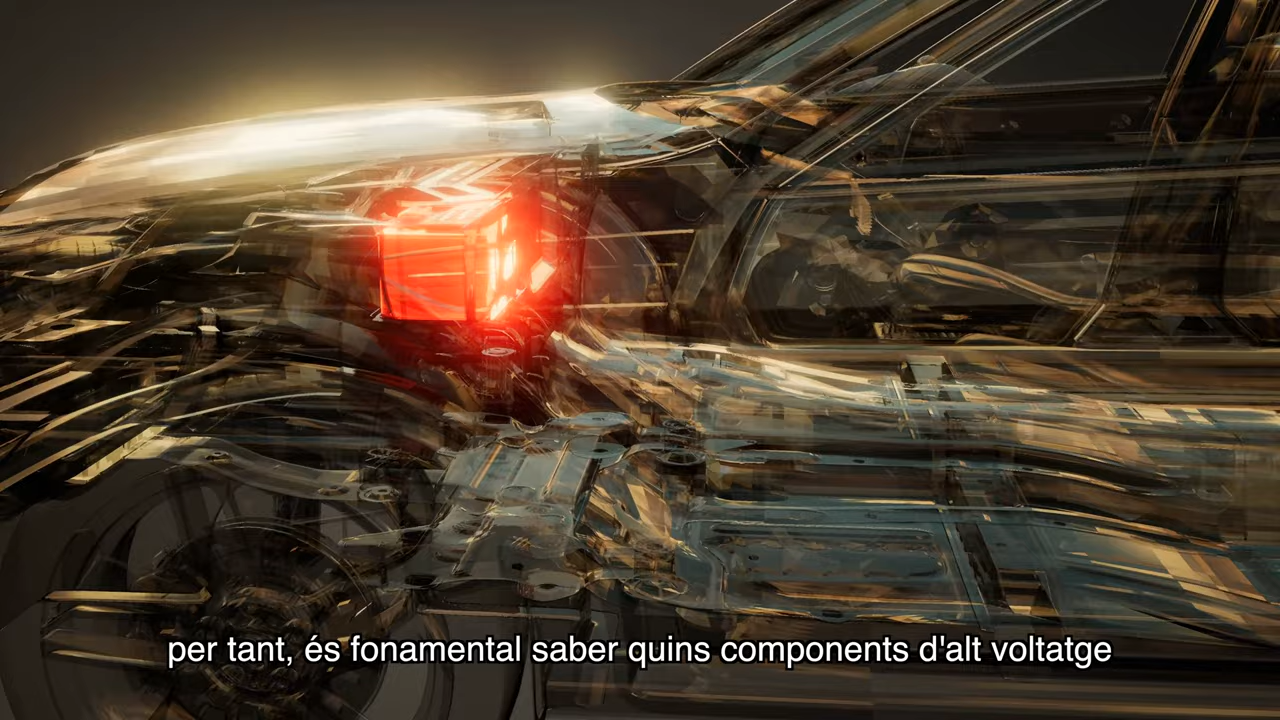 per tant, és fonamental saber quins components d'alt voltatge